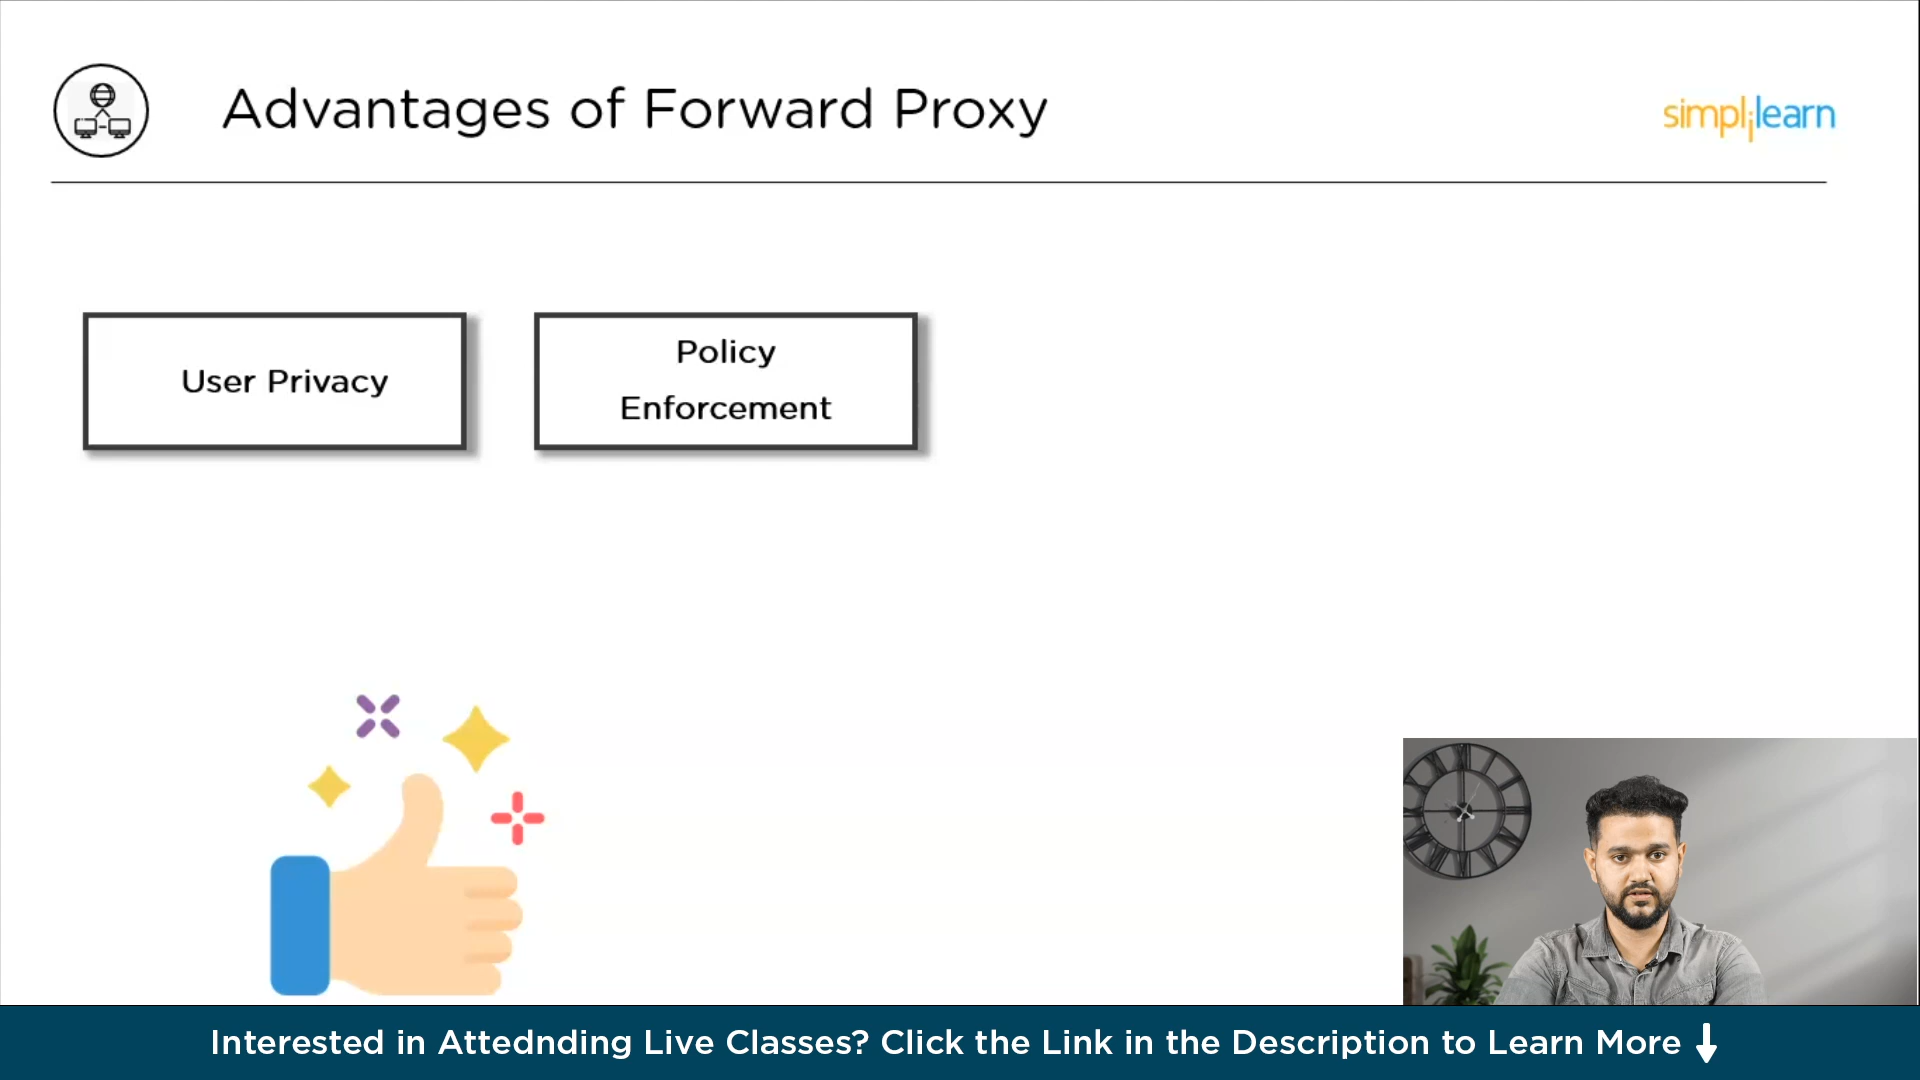 Advantages of Forward Proxy
simplilearn
User Privacy
Policy
Enforcement
Interested in Attednding Live Classes? Click the Link in the Description to Learn More